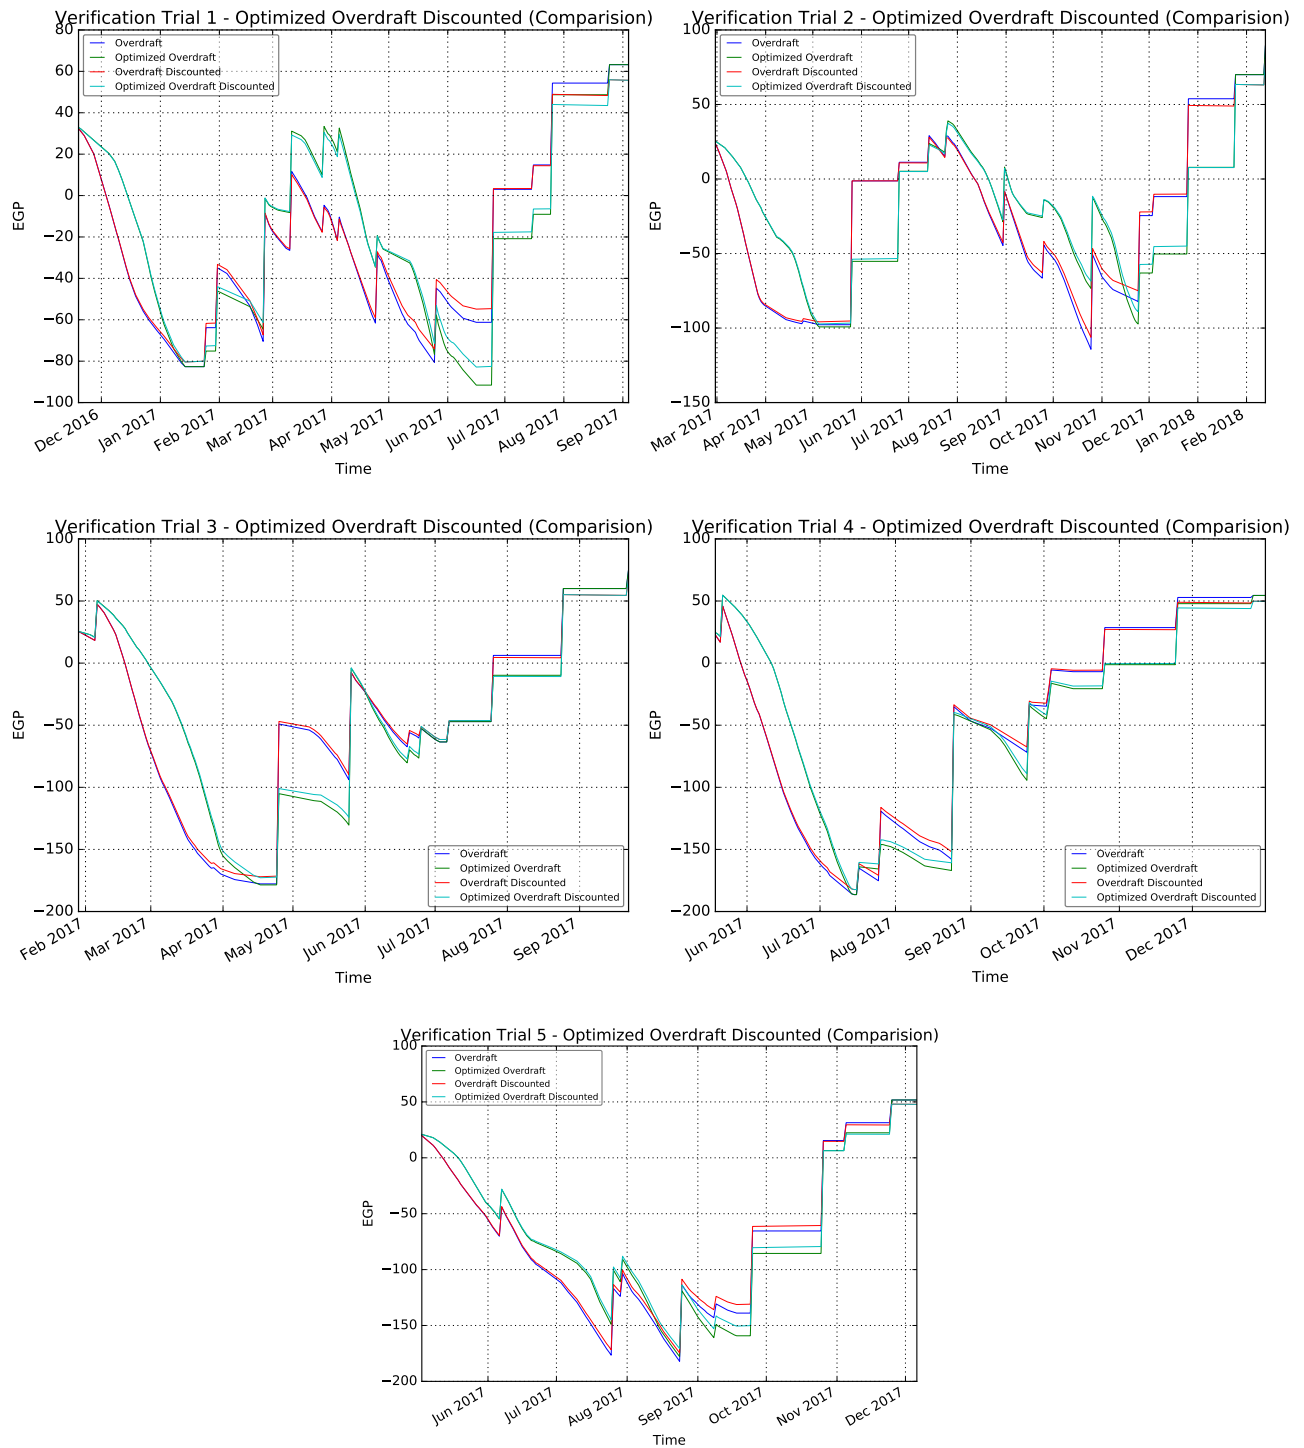 Verification Trial 1 - Optimized Overdraft Discounted (Comparision)
80
60
40
20
0
−20
−40
−60
−80
−100
EGP
Overdraft
Optimized Overdraft
Overdraft Discounted
Optimized Overdraft Discounted
Dec 2016
Jan 2017
Feb 2017
Mar 2017
Apr 2017
May 2017
Jun 2017
Jul 2017
Aug 2017
Sep 2017
Time
Verification Trial 2 - Optimized Overdraft Discounted (Comparision)
100
50
0
−50
−100
−150
EGP
Overdraft
Optimized Overdraft
Overdraft Discounted
Optimized Overdraft Discounted
Mar 2017
Apr 2017
May 2017
Jun 2017
Jul 2017
Aug 2017
Sep 2017
Oct 2017
Nov 2017
Dec 2017
Jan 2018
Feb 2018
Time
Verification Trial 3 - Optimized Overdraft Discounted (Comparision)
100
50
0
−50
−100
−150
−200
EGP
Overdraft
Optimized Overdraft
Overdraft Discounted
Optimized Overdraft Discounted
Feb 2017
Mar 2017
Apr 2017
May 2017
Jun 2017
Jul 2017
Aug 2017
Sep 2017
Time
Verification Trial 4 - Optimized Overdraft Discounted (Comparision)
100
50
0
−50
−100
−150
−200
EGP
Overdraft
Optimized Overdraft
Overdraft Discounted
Optimized Overdraft Discounted
Jun 2017
Jul 2017
Aug 2017
Sep 2017
Oct 2017
Nov 2017
Dec 2017
Time
Verification Trial 5 - Optimized Overdraft Discounted (Comparision)
100
50
0
−50
−100
−150
−200
EGP
Overdraft
Optimized Overdraft
Overdraft Discounted
Optimized Overdraft Discounted
Jun 2017
Jul 2017
Aug 2017
Sep 2017
Oct 2017
Nov 2017
Dec 2017
Time